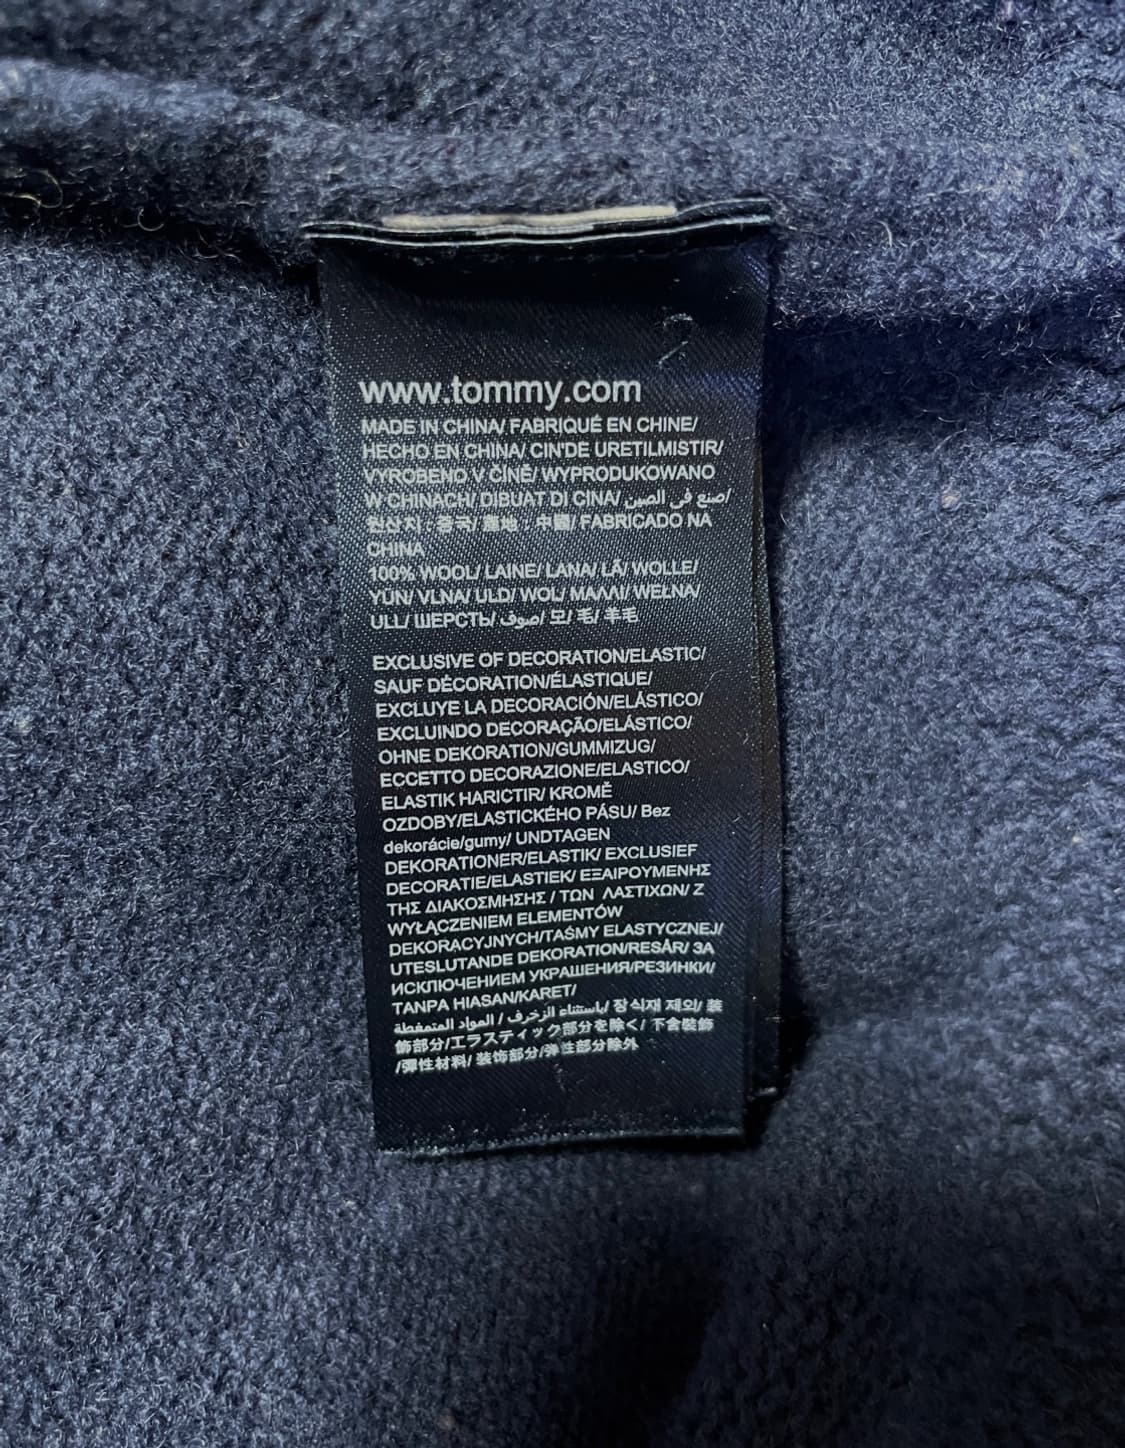 www.tommy.com
MADE IN CHINA/ FABRIQUÉ EN CHINE/
HECHO EN CHINA/ CIN'DE URETILMISTIR/
VYROBENO V ČÍNĚ/ WYPRODUKOWANO
W CHINACH/ DIBUAT DI CINA/ صنع في الصين/
원산지 : 중국/ 產地 : 中國/ FABRICADO NA
CHINA
100% WOOL/ LAINE/ LANA/ LÃ/ WOLLE/
YUN/ VLNA/ ULD/ WOL/ ΜΑΛΛΙ/ WEŁNA/
ULL/ ШЕРСТЬ/ صوف/ 모/ 毛/ 羊毛
EXCLUSIVE OF DECORATION/ELASTIC/
SAUF DÉCORATION/ÉLASTIQUE/
EXCLUYE LA DECORACIÓN/ELÁSTICO/
EXCLUINDO DECORAÇÃO/ELÁSTICO/
OHNE DEKORATION/GUMMIZUG/
ECCETTO DECORAZIONE/ELASTICO/
ELASTIK HARICTIR/ KROMĚ
OZDOBY/ELASTICKÉHO PÁSU/ Bez
dekorácie/gumy/ UNDTAGEN
DEKORATIONER/ELASTIK/ EXCLUSIEF
DECORATIE/ELASTIEK/ ΕΞΑΙΡΟΥΜΕΝΗΣ
ΤΗΣ ΔΙΑΚΟΣΜΗΣΗΣ / ΤΩΝ ΛΑΣΤΙΧΩΝ/ Z
WYŁĄCZENIEM ELEMENTÓW
DEKORACYJNYCH/TAŚMY ELASTYCZNEJ/
UTESLUTANDE DEKORATION/RESÅR/ ЗА
ИСКЛЮЧЕНИЕМ УКРАШЕНИЯ/РЕЗИНКИ/
TANPA HIASAN/KARET/
باستثناء الزخرف / المواد المتمغطة/ 장식재 제외/ 装
飾部分/エラスティック部分を除く/ 下含裝飾
/彈性材料/ 装饰部分/弹性部分除外